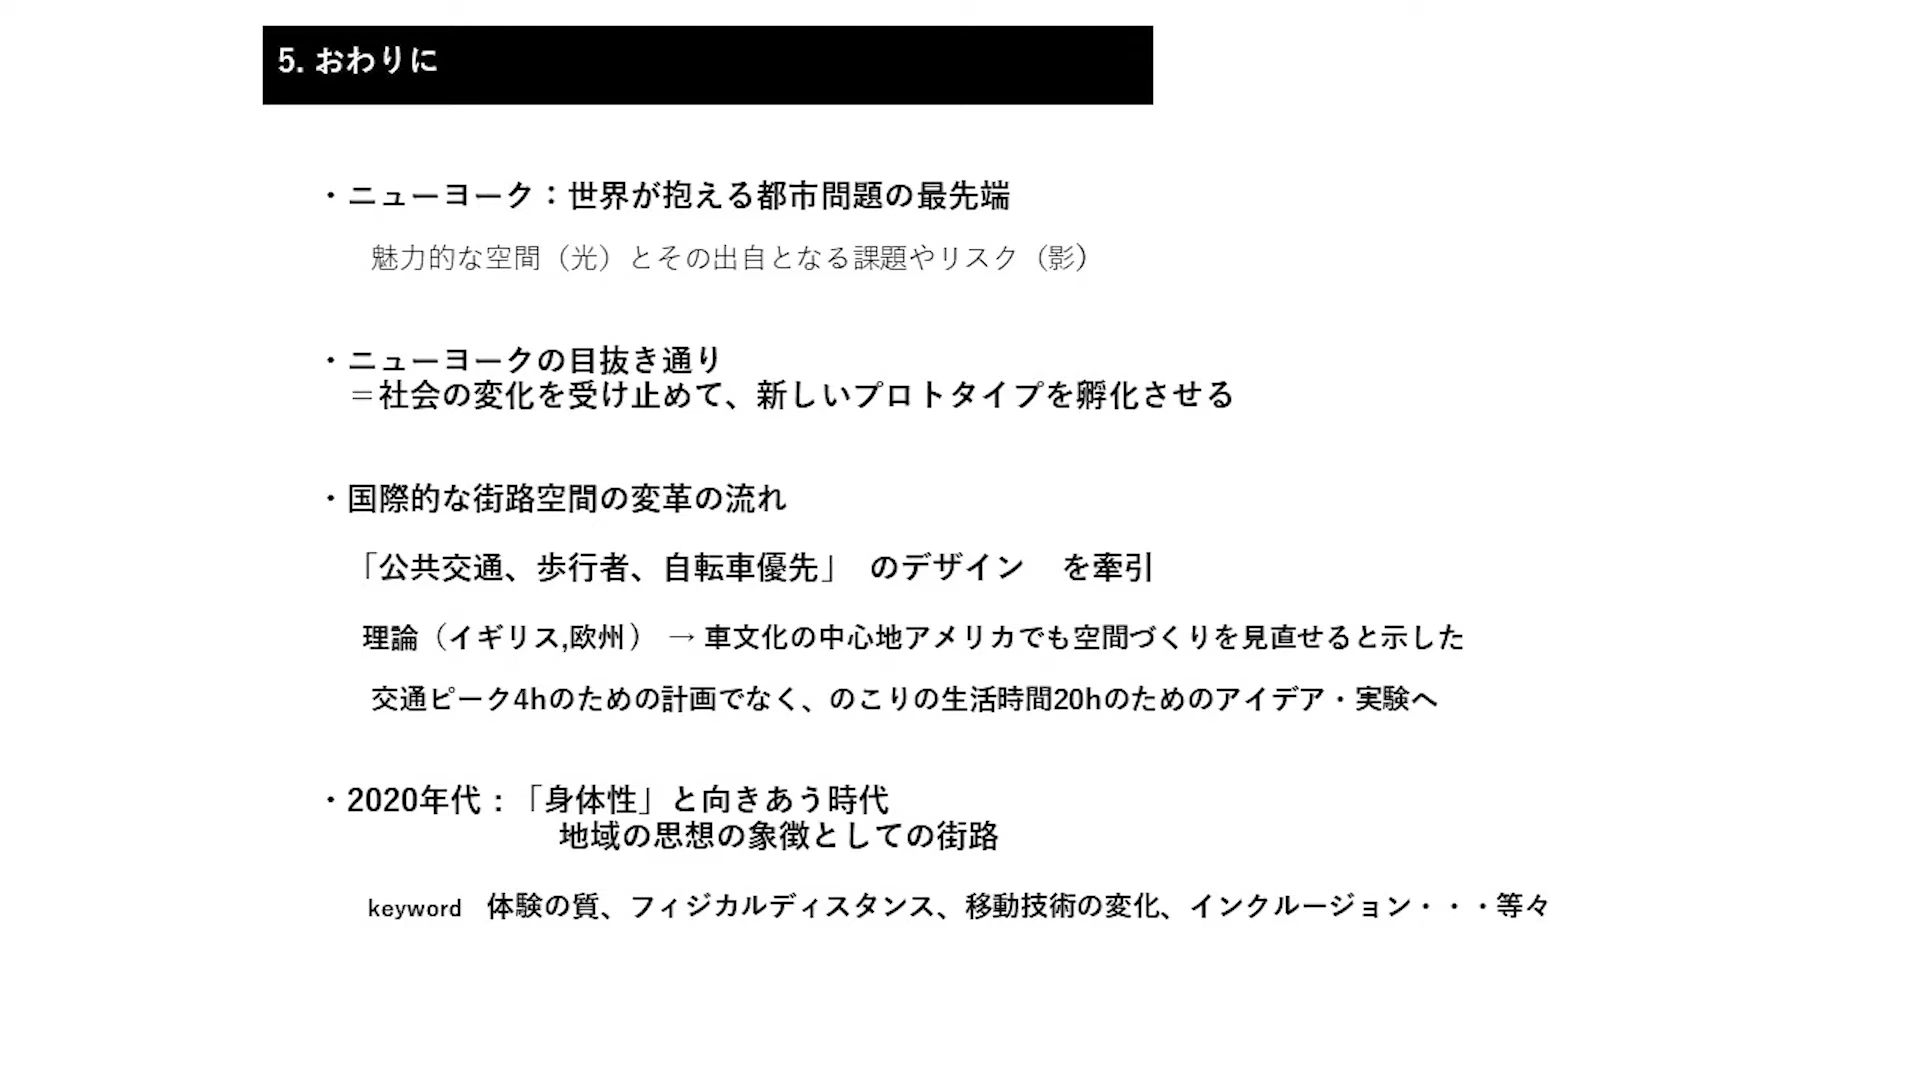 5. おわりに
・ニューヨーク：世界が抱える都市問題の最先端
魅力的な空間（光）とその出自となる課題やリスク（影）
・ニューヨークの目抜き通り
＝社会の変化を受け止めて、新しいプロトタイプを孵化させる
・国際的な街路空間の変革の流れ
「公共交通、歩行者、自転車優先」 のデザイン を牽引
理論（イギリス,欧州） → 車文化の中心地アメリカでも空間づくりを見直せると示した
交通ピーク4hのための計画でなく、のこりの生活時間20hのためのアイデア・実験へ
・2020年代：「身体性」と向きあう時代
地域の思想の象徴としての街路
keyword 体験の質、フィジカルディスタンス、移動技術の変化、インクルージョン・・・等々